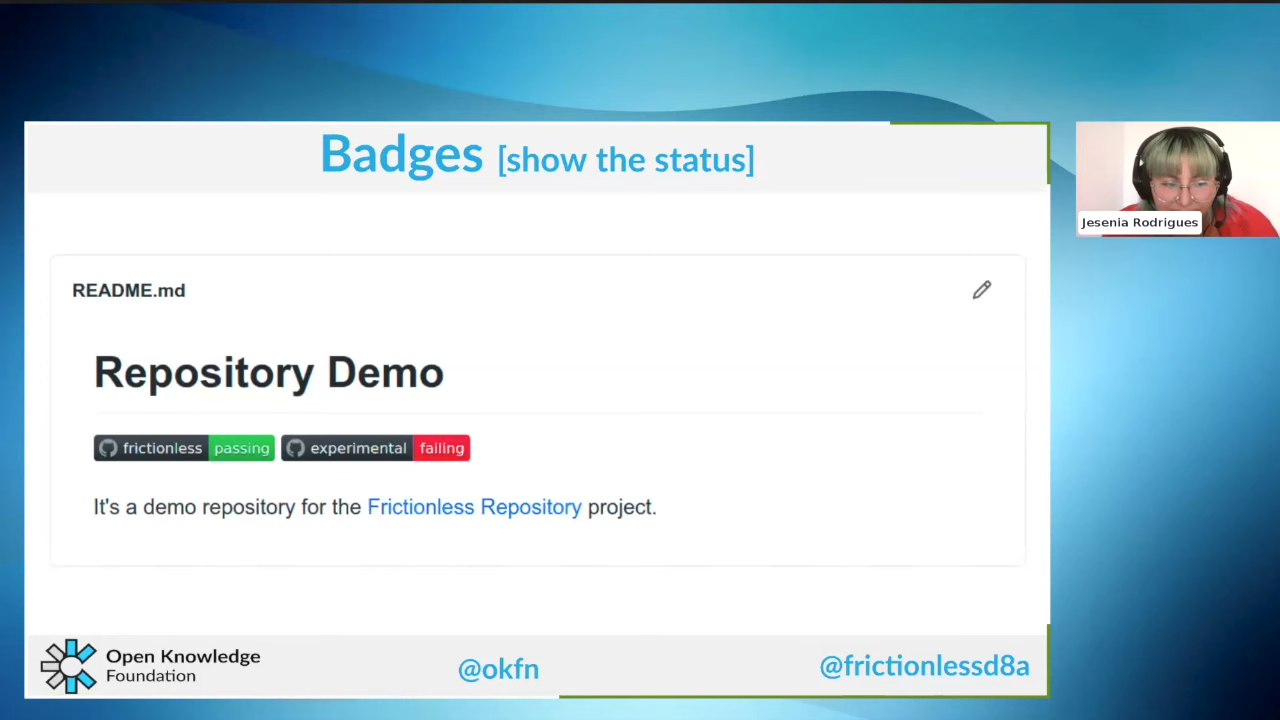 Badges [show the status]
Jesenia Rodrigues
README.md
Repository Demo
frictionless passing experimental failing
It's a demo repository for the Frictionless Repository project.
Open Knowledge
Foundation
@okfn
@frictionlessd8a